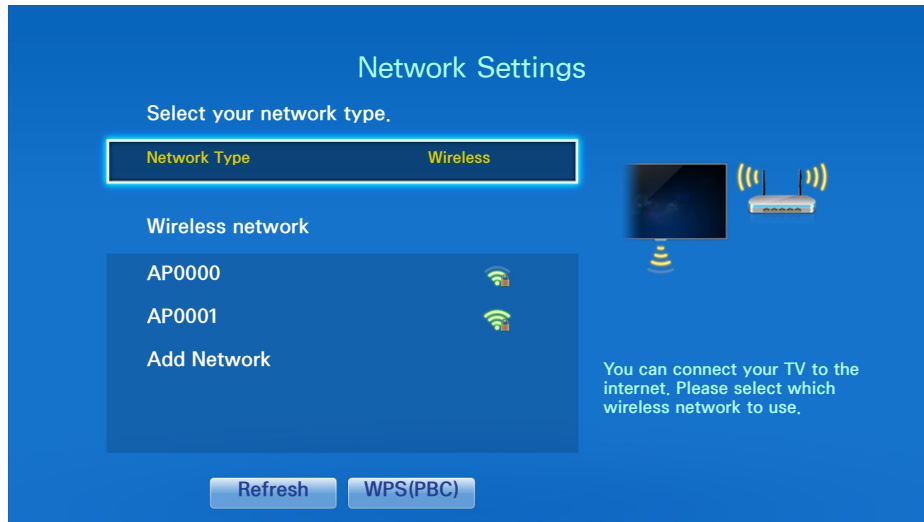 Network Settings
Select your network type.
Network Type Wireless
Wireless network
AP0000
AP0001
Add Network
You can connect your TV to the
internet. Please select which
wireless network to use.
Refresh WPS(PBC)